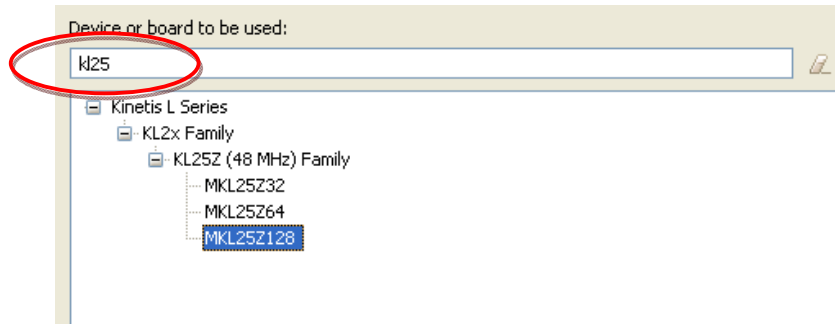 Device or board to be used:
kl25
Kinetis L Series
KL2x Family
KL25Z (48 MHz) Family
MKL25Z32
MKL25Z64
MKL25Z128